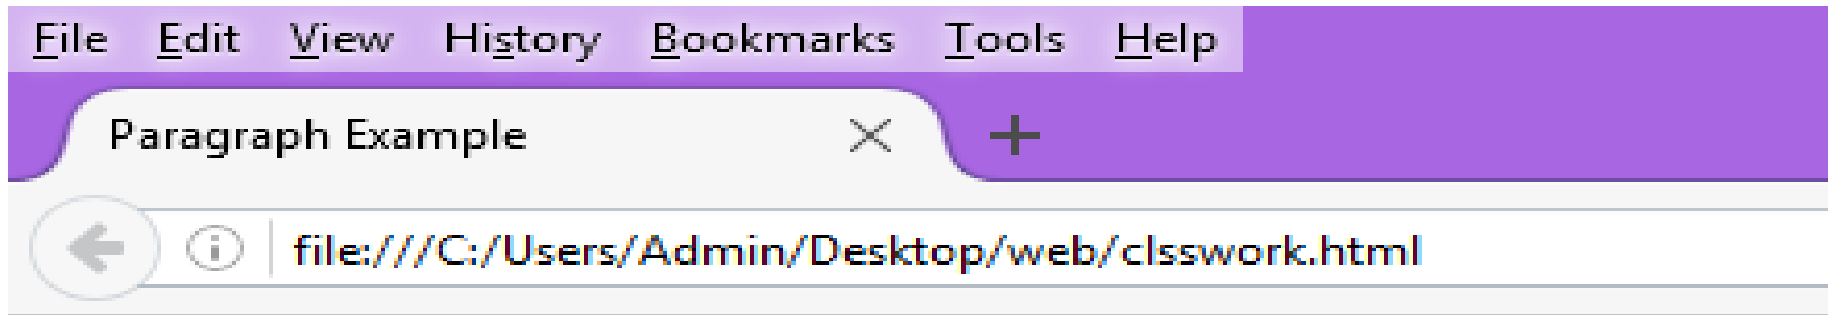 File Edit View History Bookmarks Tools Help
Paragraph Example
file:///C:/Users/Admin/Desktop/web/clsswork.html